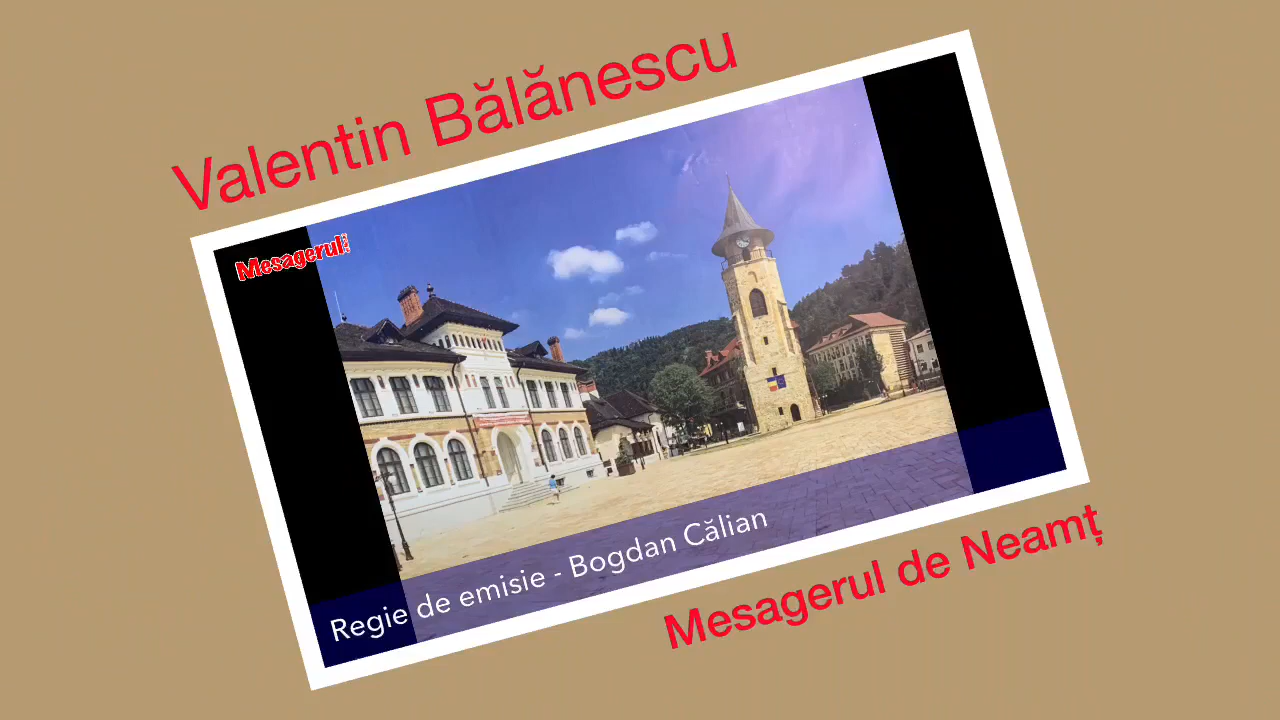 Valentin Bălănescu
Mesagerul
Regie de emisie - Bogdan Călian
Mesagerul de Neamț